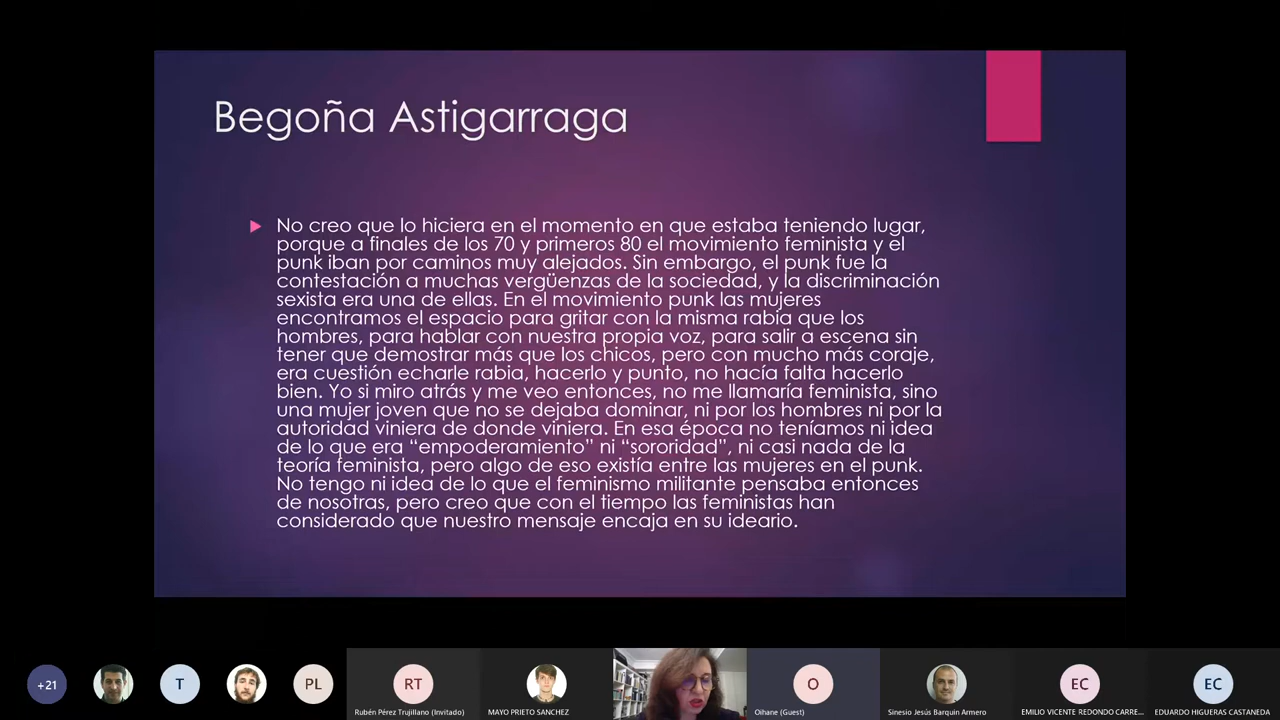 Begoña Astigarraga
No creo que lo hiciera en el momento en que estaba teniendo lugar,
porque a finales de los 70 y primeros 80 el movimiento feminista y el
punk iban por caminos muy alejados. Sin embargo, el punk fue la
contestación a muchas vergüenzas de la sociedad, y la discriminación
sexista era una de ellas. En el movimiento punk las mujeres
encontramos el espacio para gritar con la misma rabia que los
hombres, para hablar con nuestra propia voz, para salir a escena sin
tener que demostrar más que los chicos, pero con mucho más coraje,
era cuestión echarle rabia, hacerlo y punto, no hacía falta hacerlo
bien. Yo si miro atrás y me veo entonces, no me llamaría feminista, sino
una mujer joven que no se dejaba dominar, ni por los hombres ni por la
autoridad viniera de donde viniera. En esa época no teníamos ni idea
de lo que era “empoderamiento” ni “sororidad”, ni casi nada de la
teoría feminista, pero algo de eso existía entre las mujeres en el punk.
No tengo ni idea de lo que el feminismo militante pensaba entonces
de nosotras, pero creo que con el tiempo las feministas han
considerado que nuestro mensaje encaja en su ideario.
+21
T
PL
RT
O
EC
EC
Rubén Pérez Trujillano (Invitado)
MAYO PRIETO SANCHEZ
Oihane (Guest)
Sinesio Jesús Barquin Armero
EMILIO VICENTE REDONDO CARRE...
EDUARDO HIGUERAS CASTANEDA